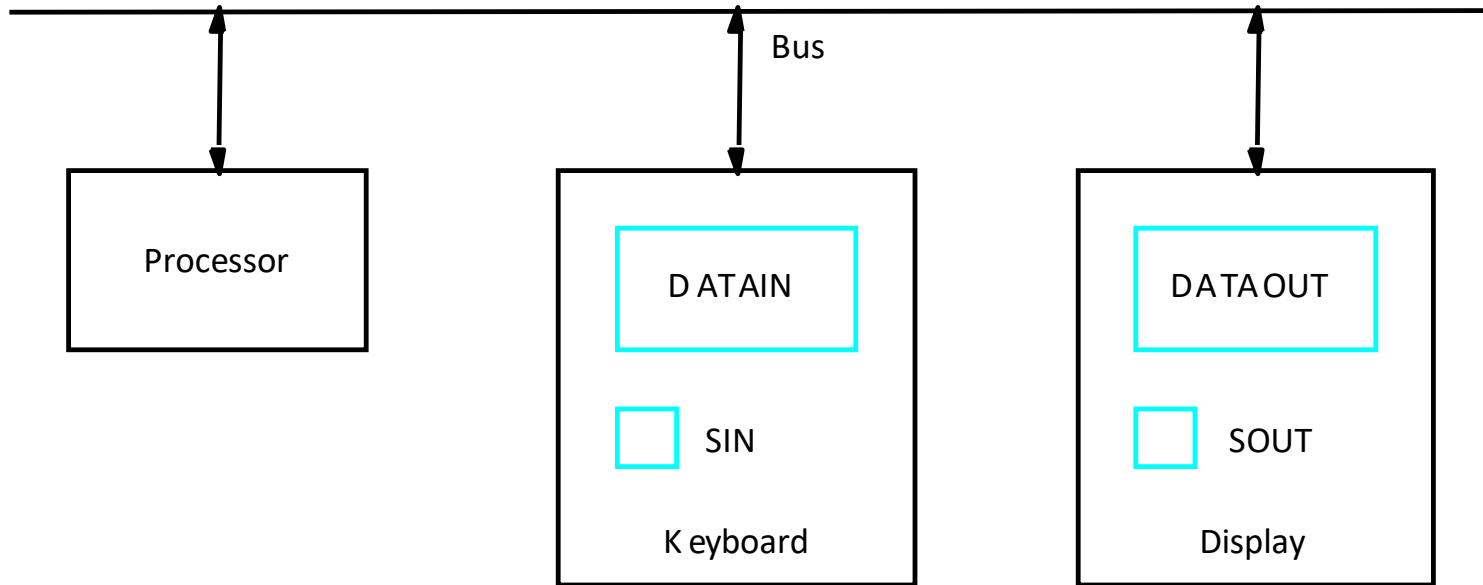 Bus
Processor
DATAIN
DATAOUT
SIN
SOUT
Keyboard
Display